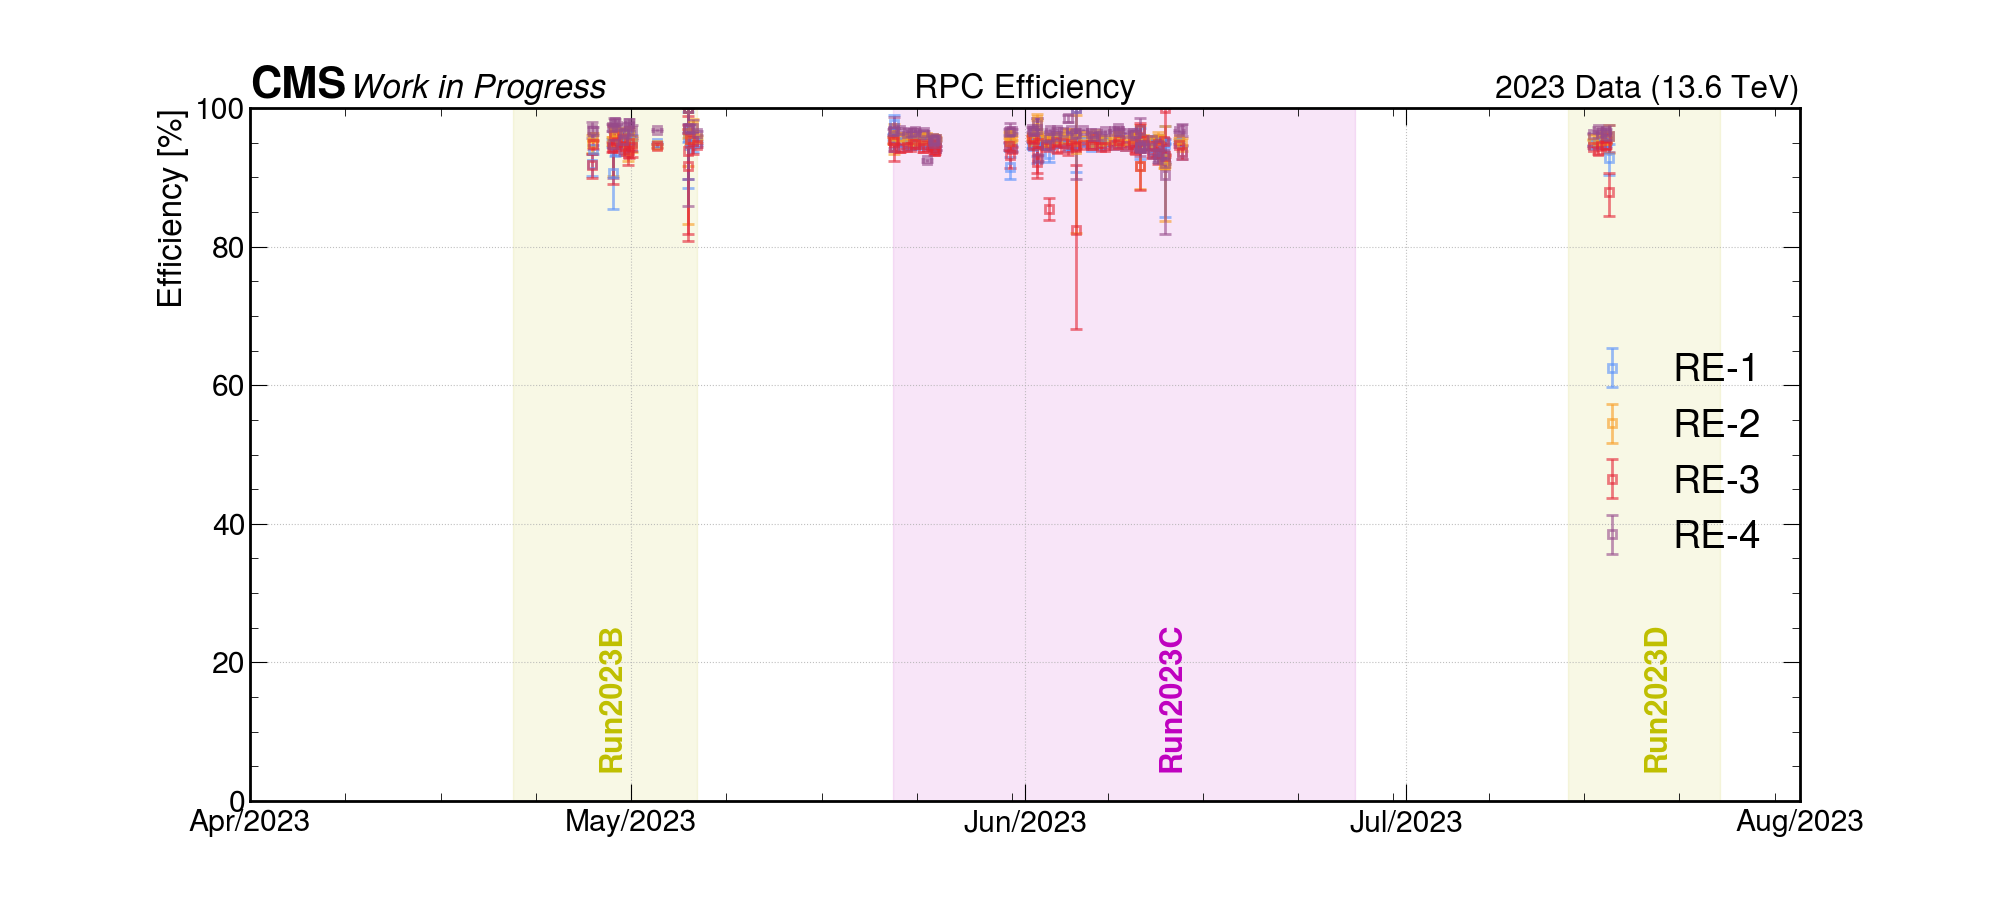 CMS Work in Progress
RPC Efficiency
2023 Data (13.6 TeV)
Efficiency [%]
100
80
60
40
20
0
RE-1
RE-2
RE-3
RE-4
Run2023B
Run2023C
Run2023D
Apr/2023
May/2023
Jun/2023
Jul/2023
Aug/2023